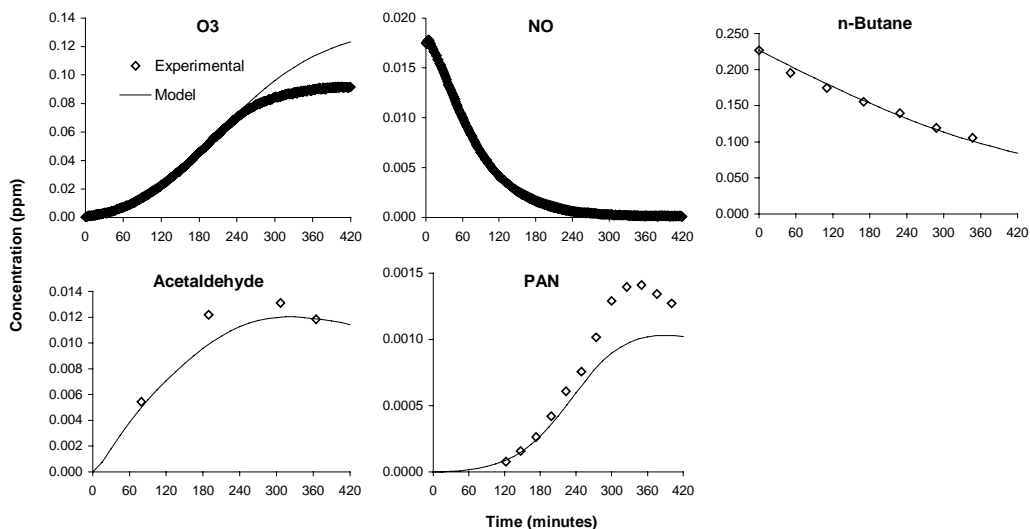 O3
0.14
0.12
0.10
0.08
0.06
0.04
0.02
0.00
0 60 120 180 240 300 360 420
Experimental
Model
NO
0.020
0.015
0.010
0.005
0.000
0 60 120 180 240 300 360 420
n-Butane
0.250
0.200
0.150
0.100
0.050
0.000
0 60 120 180 240 300 360 420
Concentration (ppm)
Acetaldehyde
0.014
0.012
0.010
0.008
0.006
0.004
0.002
0.000
0 60 120 180 240 300 360 420
PAN
0.0015
0.0010
0.0005
0.0000
0 60 120 180 240 300 360 420
Time (minutes)